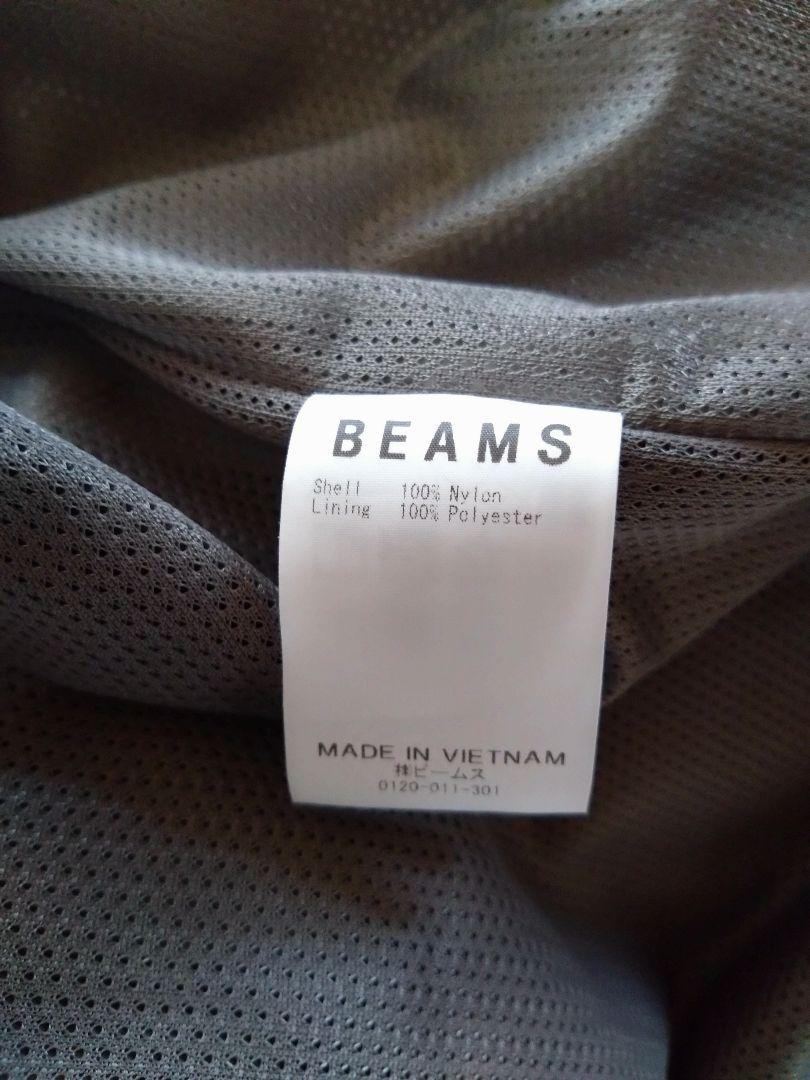 BEAMS
Shell 100% Nylon
Lining 100% Polyester
MADE IN VIETNAM
㈱ビームス
0120-011-301